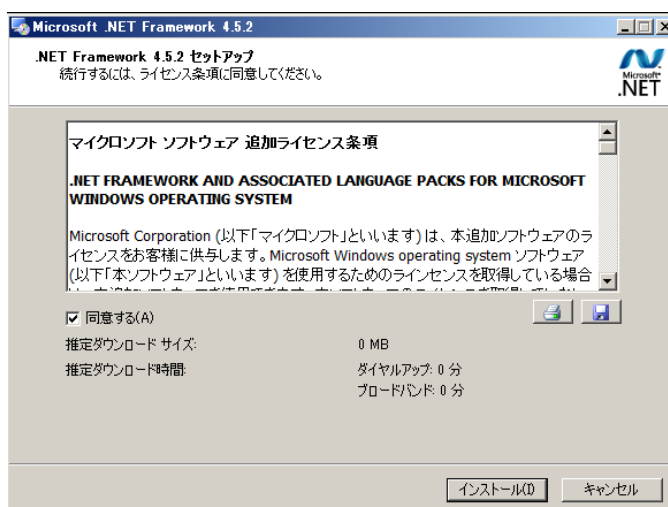 Microsoft .NET Framework 4.5.2
.NET Framework 4.5.2 セットアップ
続行するには、ライセンス条項に同意してください。
Microsoft
.NET
マイクロソフト ソフトウェア 追加ライセンス条項
.NET FRAMEWORK AND ASSOCIATED LANGUAGE PACKS FOR MICROSOFT
WINDOWS OPERATING SYSTEM
Microsoft Corporation (以下「マイクロソフト」といいます) は、本追加ソフトウェアのラ
イセンスをお客様に供与します。Microsoft Windows operating system ソフトウェア
(以下「本ソフトウェア」といいます) を使用するためのラインセンスを取得している場合
同意する(A)
推定ダウンロード サイズ:
0 MB
推定ダウンロード時間:
ダイヤルアップ: 0 分
ブロードバンド: 0 分
インストール(I)
キャンセル